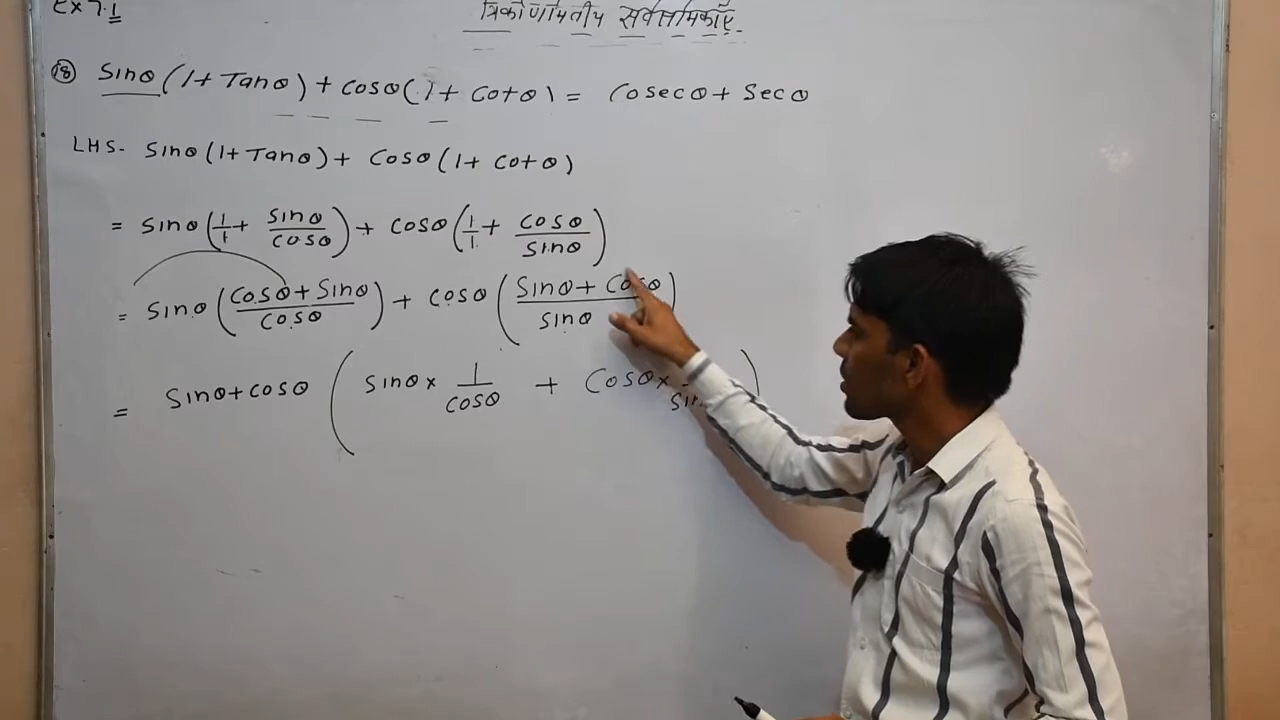 Ex 7.1
त्रिकोणमितीय सर्वसमिकाएँ
(18) Sinθ (1+ Tanθ) + Cosθ (1+ Cotθ) = Cosecθ + Secθ
LHS- Sinθ (1+Tanθ) + Cosθ (1+ Cotθ)
= Sinθ (1/1 + Sinθ/Cosθ) + Cosθ (1/1 + Cosθ/Sinθ)
= Sinθ (Cosθ+Sinθ/Cosθ) + Cosθ (Sinθ+Cosθ/Sinθ)
= Sinθ+Cosθ (Sinθ× 1/Cosθ + Cosθ× Sin)